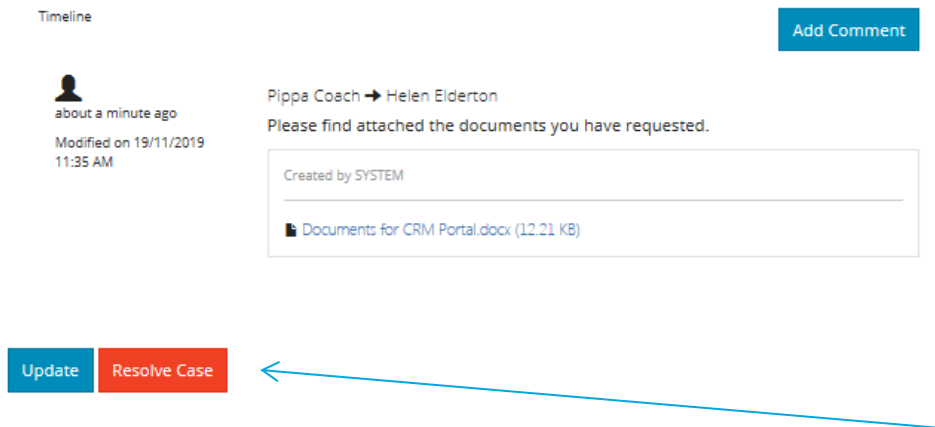 Timeline
Add Comment
about a minute ago
Pippa Coach → Helen Elderton
Modified on 19/11/2019
11:35 AM
Please find attached the documents you have requested.
Created by SYSTEM
Documents for CRM Portal.docx (12.21 KB)
Update
Resolve Case